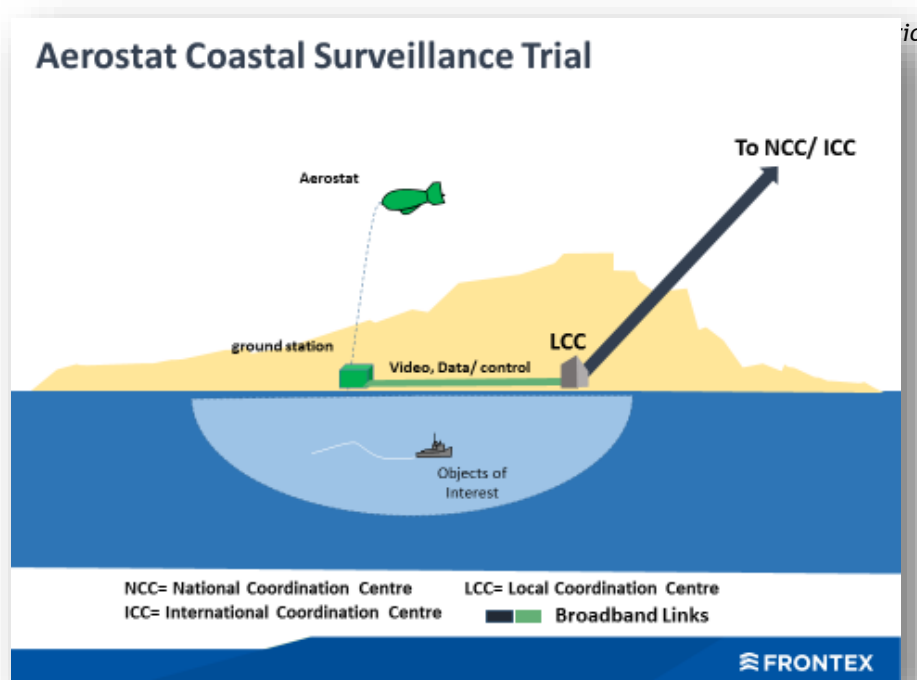 Aerostat Coastal Surveillance Trial
To NCC/ ICC
Aerostat
ground station
LCC
Video, Data/ control
Objects of
Interest
NCC= National Coordination Centre
LCC= Local Coordination Centre
ICC= International Coordination Centre
Broadband Links
FRONTEX